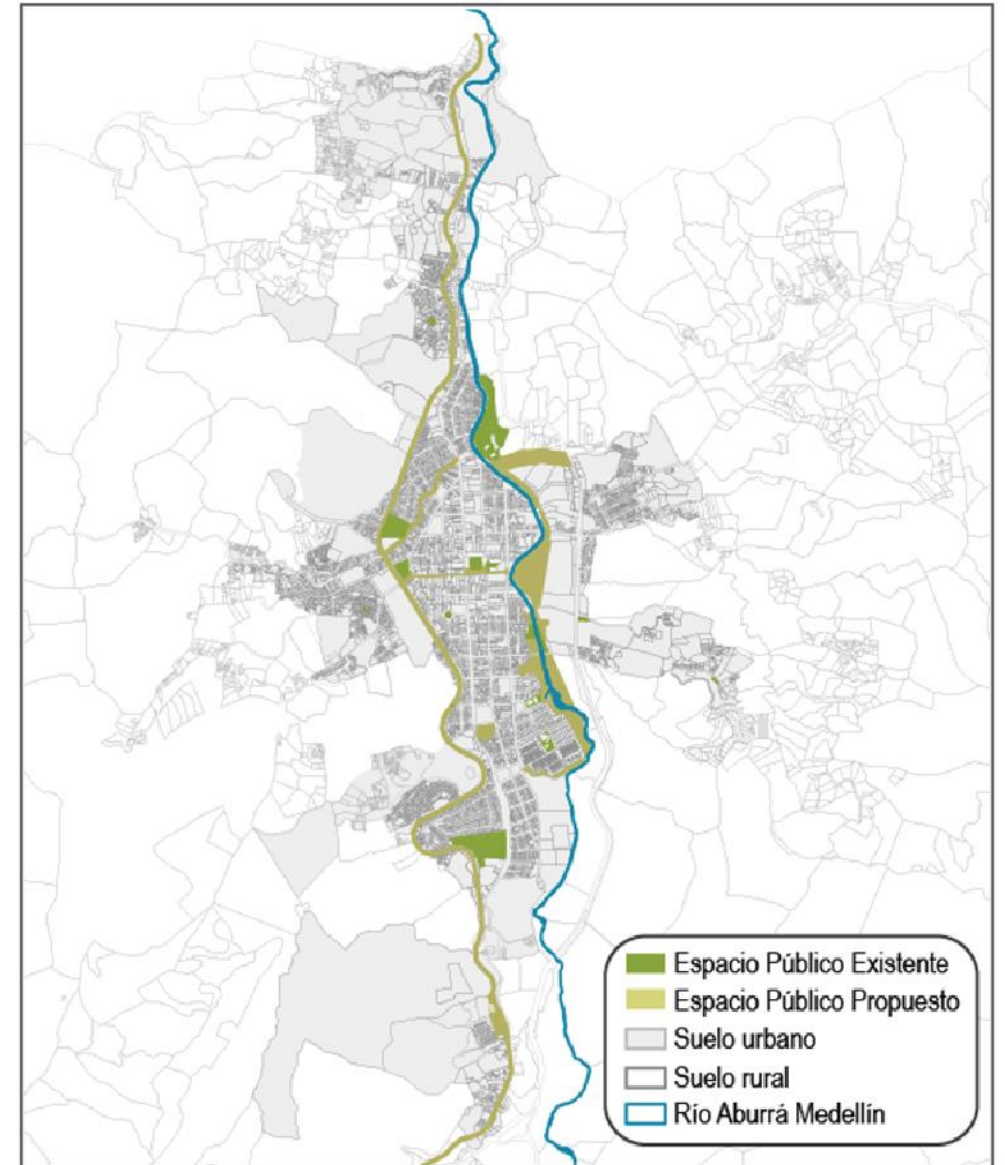 Espacio Público Existente
Espacio Público Propuesto
Suelo urbano
Suelo rural
Río Aburrá Medellín